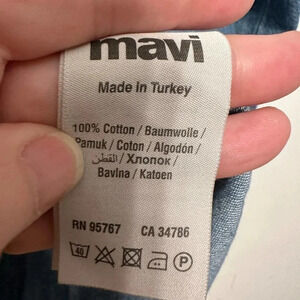 mavi
Made in Turkey
100% Cotton / Baumwolle /
Pamuk / Coton / Algodón /
القطن / Хлопок /
Bavlna / Katoen
RN 95767 CA 34786
40 P